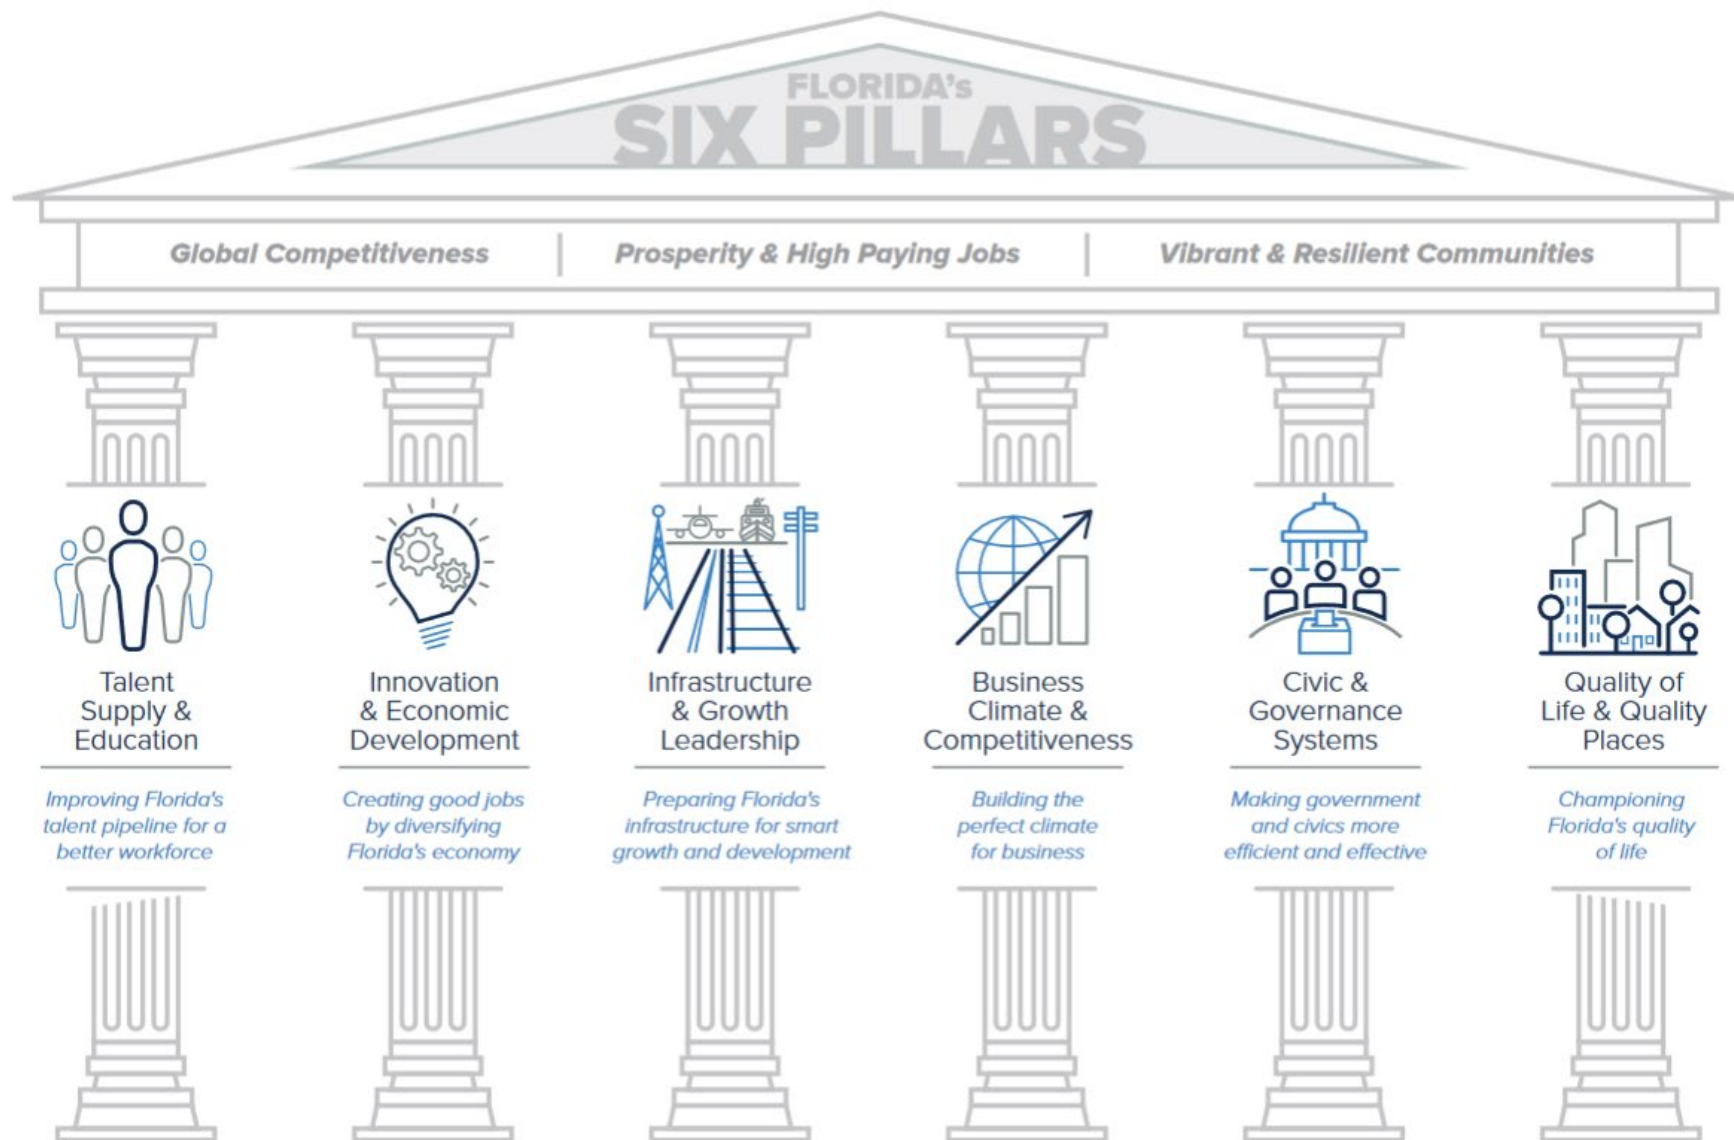 FLORIDA's
SIX PILLARS
Global Competitiveness
Prosperity & High Paying Jobs
Vibrant & Resilient Communities
Talent
Supply &
Education
Improving Florida's
talent pipeline for a
better workforce
Innovation
& Economic
Development
Creating good jobs
by diversifying
Florida's economy
Infrastructure
& Growth
Leadership
Preparing Florida's
infrastructure for smart
growth and development
Business
Climate &
Competitiveness
Building the
perfect climate
for business
Civic &
Governance
Systems
Making government
and civics more
efficient and effective
Quality of
Life & Quality
Places
Championing
Florida's quality
of life